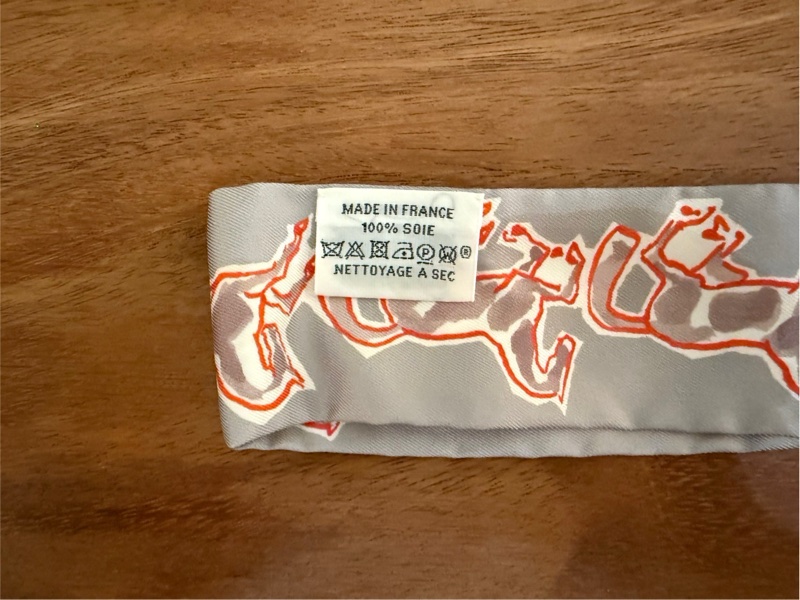 MADE IN FRANCE
100% SOIE
P W ®
NETTOYAGE A SEC